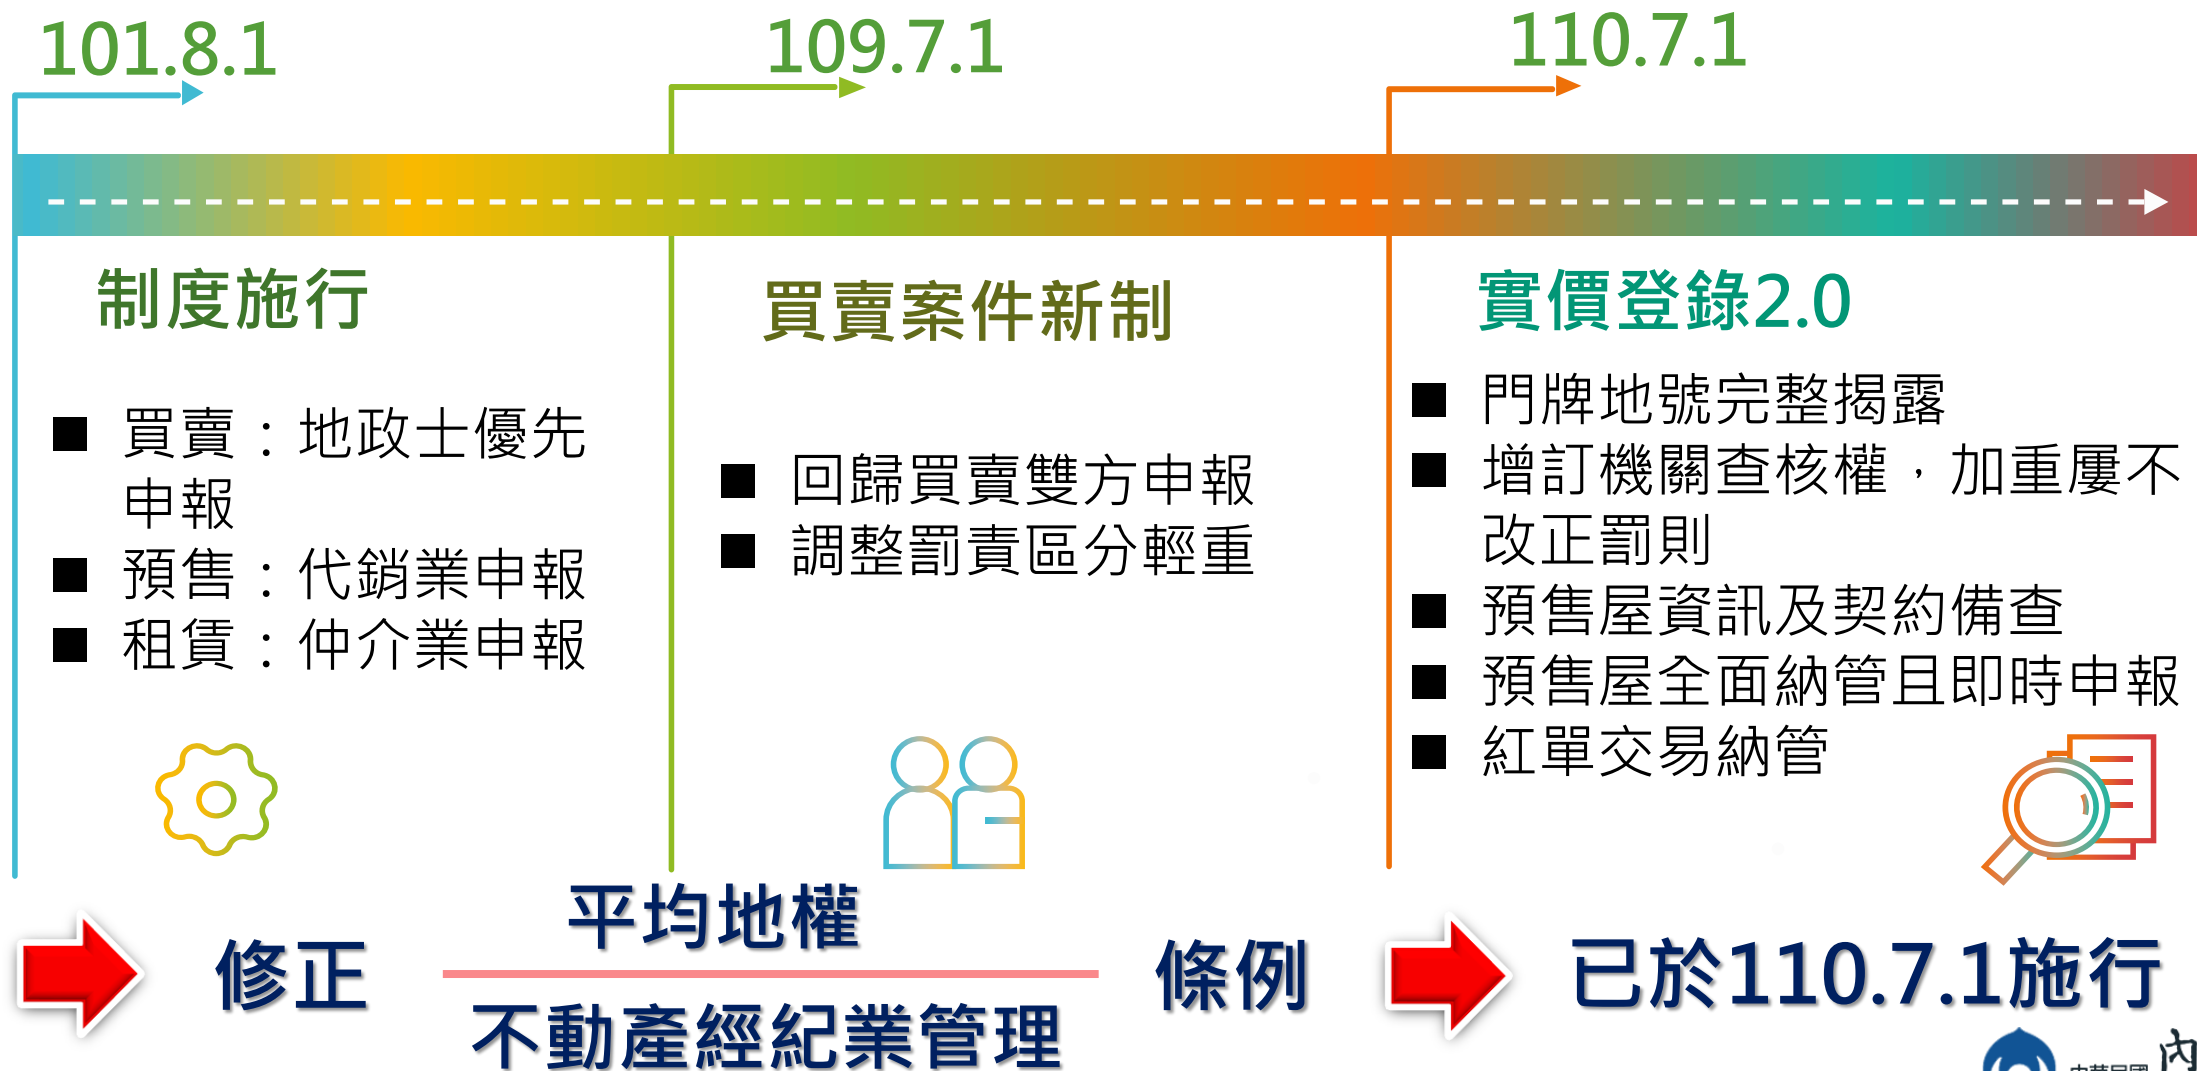 101.8.1
109.7.1
110.7.1
制度施行
■ 買賣：地政士優先
申報
■ 預售：代銷業申報
■ 租賃：仲介業申報
買賣案件新制
■ 回歸買賣雙方申報
■ 調整罰責區分輕重
實價登錄2.0
■ 門牌地號完整揭露
■ 增訂機關查核權，加重屢不
改正罰則
■ 預售屋資訊及契約備查
■ 預售屋全面納管且即時申報
■ 紅單交易納管
修正
平均地權
不動產經紀業管理
條例
已於110.7.1施行
中華民國
內